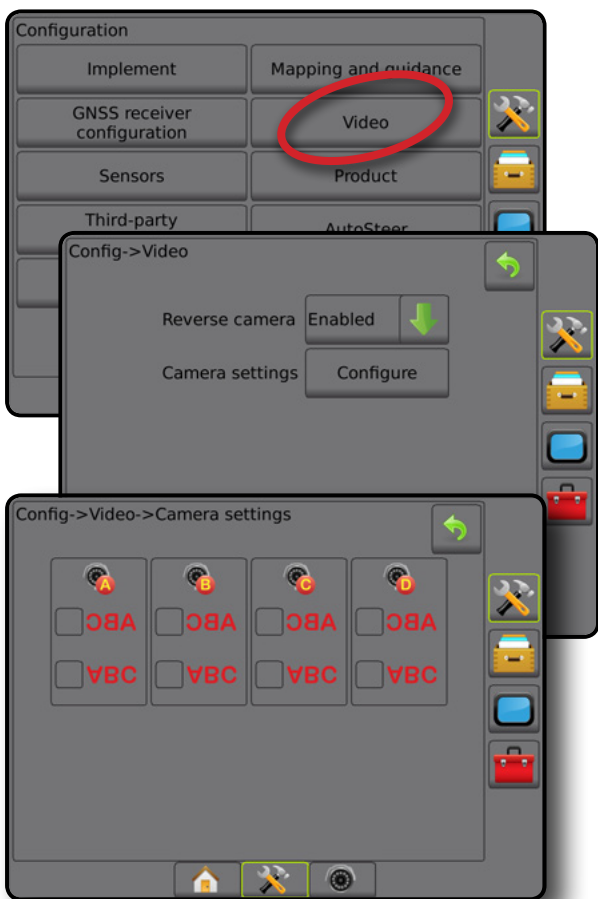 Configuration
Implement
Mapping and guidance
GNSS receiver
configuration
Video
Sensors
Product
Third-party
AutoSteer
Config->Video
Reverse camera
Enabled
Camera settings
Configure
Config->Video->Camera settings
A
B
C
D
ABC
ABC
ABC
ABC
ABC
ABC
ABC
ABC